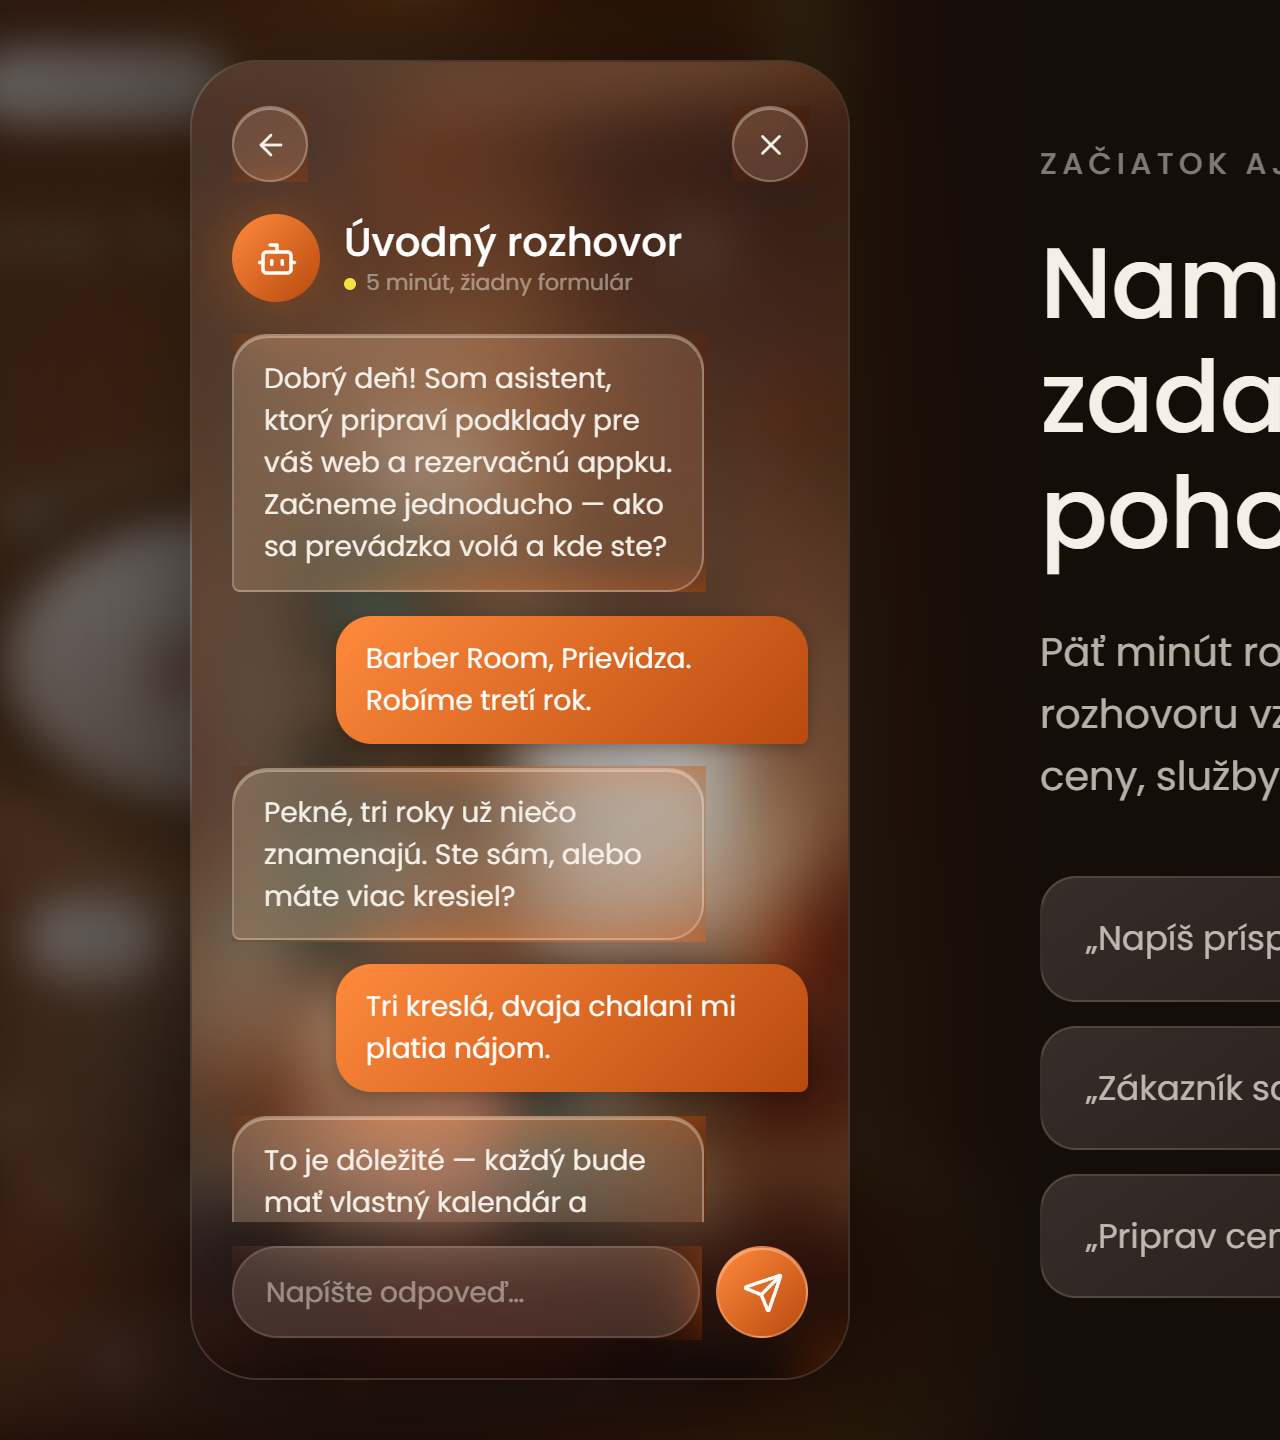 Úvodný rozhovor
5 minút, žiadny formulár
Dobrý deň! Som asistent,
ktorý pripraví podklady pre
váš web a rezervačnú appku.
Začneme jednoducho — ako
sa prevádzka volá a kde ste?
Barber Room, Prievidza.
Robíme tretí rok.
Pekné, tri roky už niečo
znamenajú. Ste sám, alebo
máte viac kresiel?
Tri kreslá, dvaja chalani mi
platia nájom.
To je dôležité — každý bude
mať vlastný kalendár a
Napíšte odpoveď…
ZAČIATOK
Päť minút
rozhovoru
ceny, služby
„Napíš
„Zákazník
„Priprav